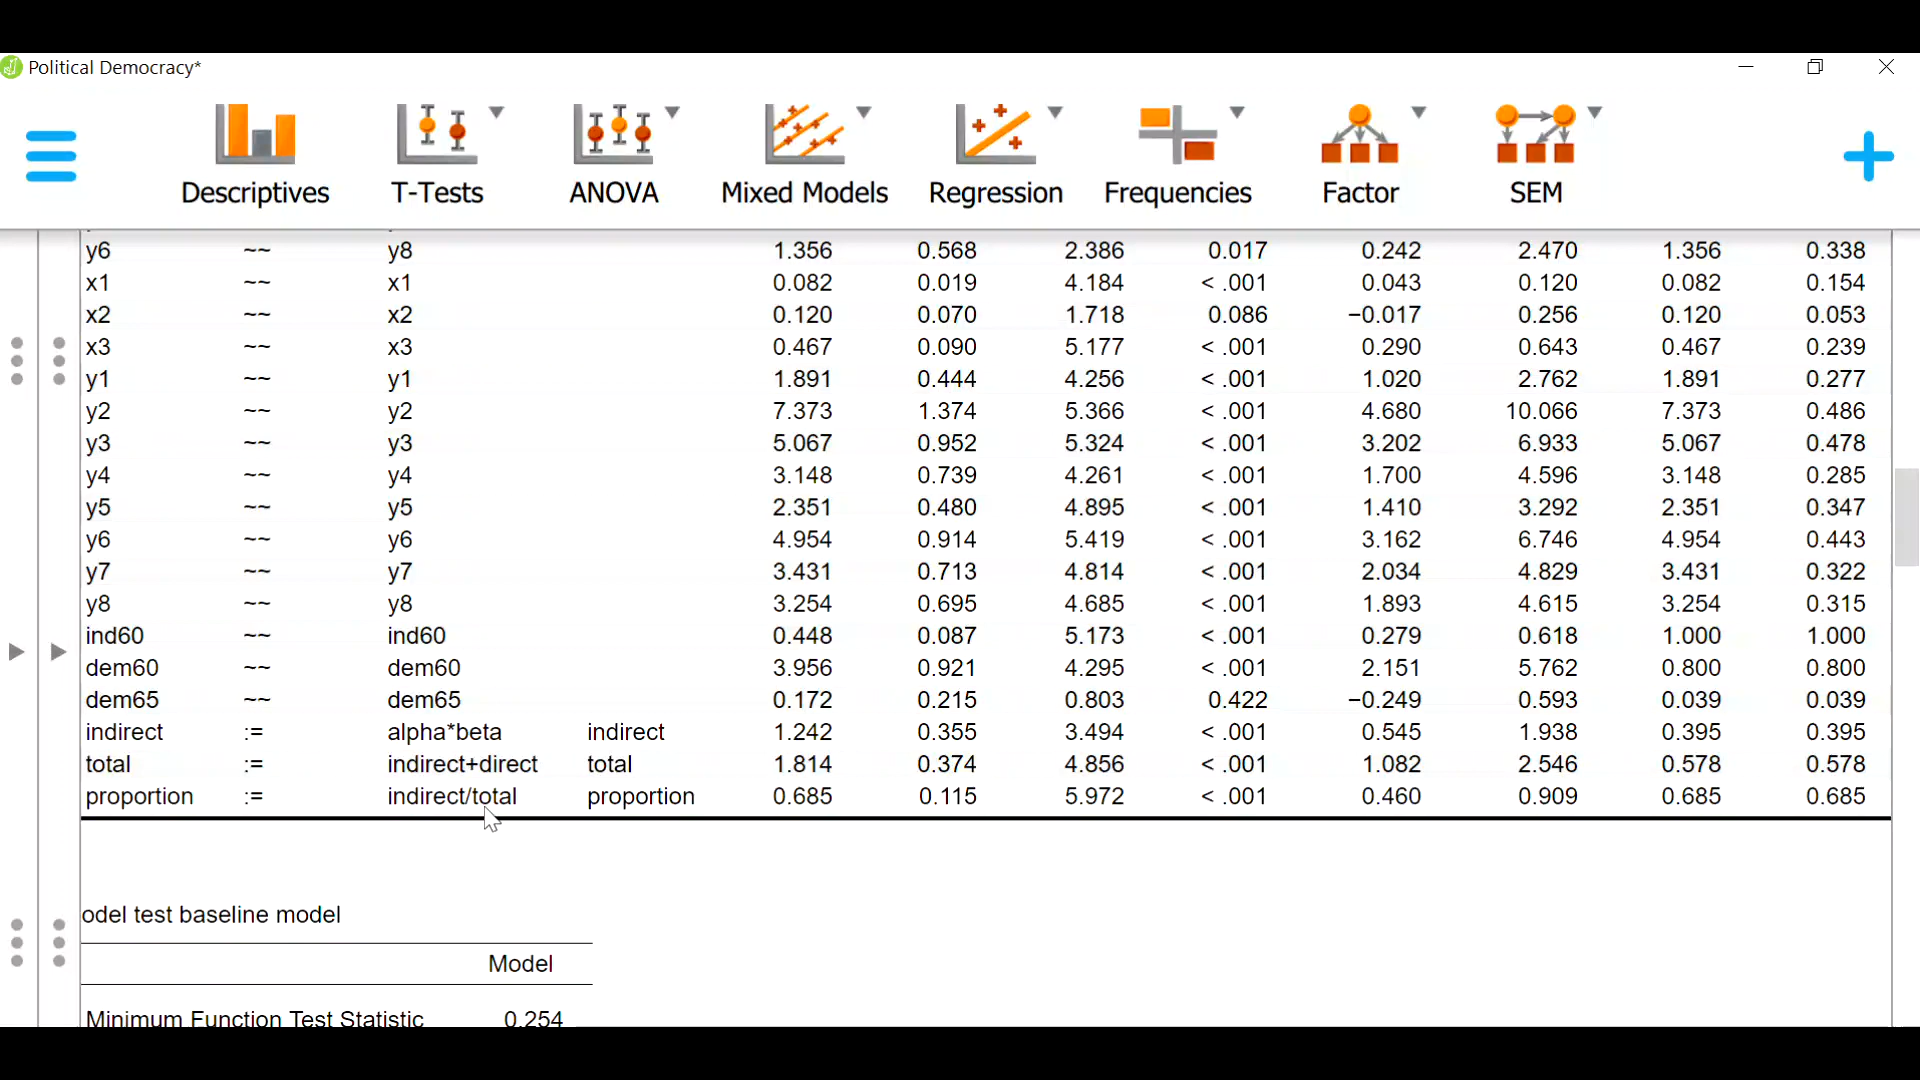 Political Democracy*
Descriptives T-Tests ANOVA Mixed Models Regression Frequencies Factor SEM
y6 ~~ y8 1.356 0.568 2.386 0.017 0.242 2.470 1.356 0.338
x1 ~~ x1 0.082 0.019 4.184 < .001 0.043 0.120 0.082 0.154
x2 ~~ x2 0.120 0.070 1.718 0.086 −0.017 0.256 0.120 0.053
x3 ~~ x3 0.467 0.090 5.177 < .001 0.290 0.643 0.467 0.239
y1 ~~ y1 1.891 0.444 4.256 < .001 1.020 2.762 1.891 0.277
y2 ~~ y2 7.373 1.374 5.366 < .001 4.680 10.066 7.373 0.486
y3 ~~ y3 5.067 0.952 5.324 < .001 3.202 6.933 5.067 0.478
y4 ~~ y4 3.148 0.739 4.261 < .001 1.700 4.596 3.148 0.285
y5 ~~ y5 2.351 0.480 4.895 < .001 1.410 3.292 2.351 0.347
y6 ~~ y6 4.954 0.914 5.419 < .001 3.162 6.746 4.954 0.443
y7 ~~ y7 3.431 0.713 4.814 < .001 2.034 4.829 3.431 0.322
y8 ~~ y8 3.254 0.695 4.685 < .001 1.893 4.615 3.254 0.315
ind60 ~~ ind60 0.448 0.087 5.173 < .001 0.279 0.618 1.000 1.000
dem60 ~~ dem60 3.956 0.921 4.295 < .001 2.151 5.762 0.800 0.800
dem65 ~~ dem65 0.172 0.215 0.803 0.422 −0.249 0.593 0.039 0.039
indirect := alpha*beta indirect 1.242 0.355 3.494 < .001 0.545 1.938 0.395 0.395
total := indirect+direct total 1.814 0.374 4.856 < .001 1.082 2.546 0.578 0.578
proportion := indirect/total proportion 0.685 0.115 5.972 < .001 0.460 0.909 0.685 0.685
odel test baseline model
Model
Minimum Function Test Statistic 0.254